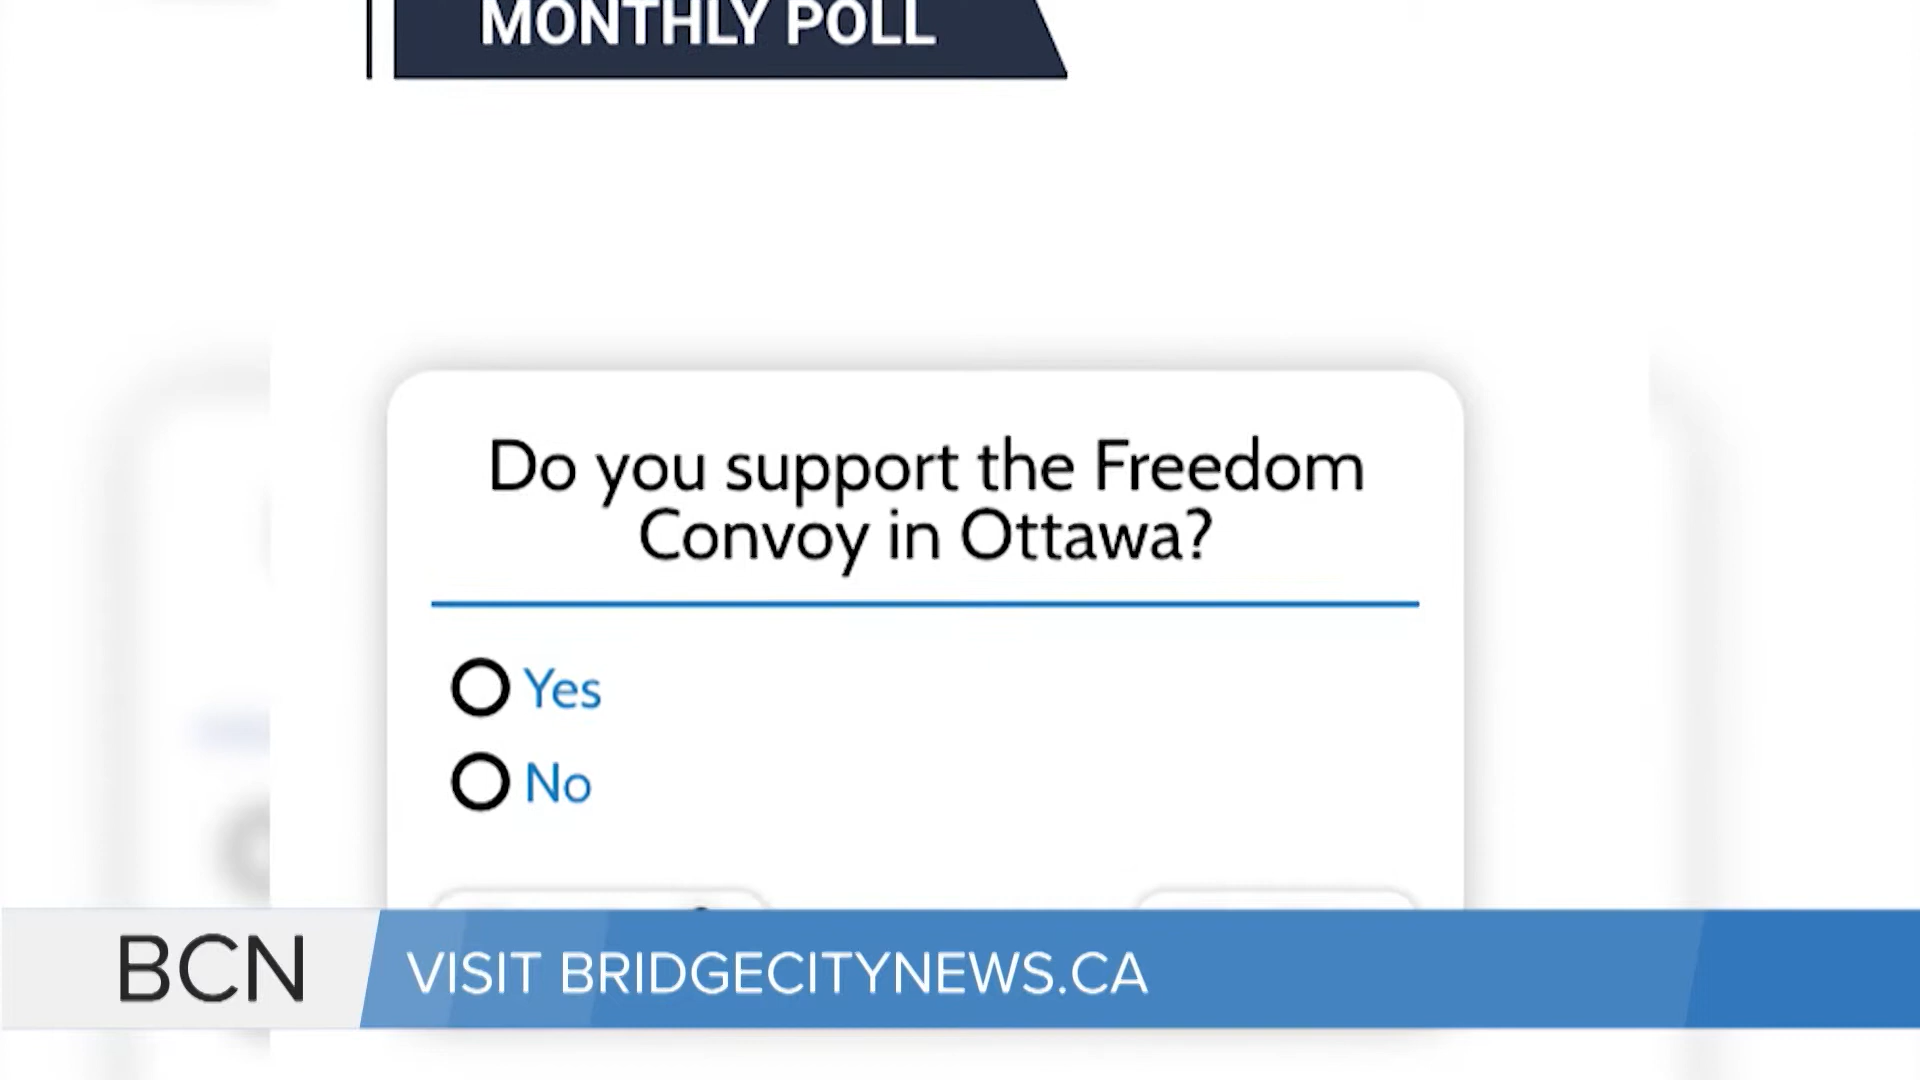 MONTHLY POLL
Do you support the Freedom
Convoy in Ottawa?
Yes
No
BCN
VISIT BRIDGECITYNEWS.CA